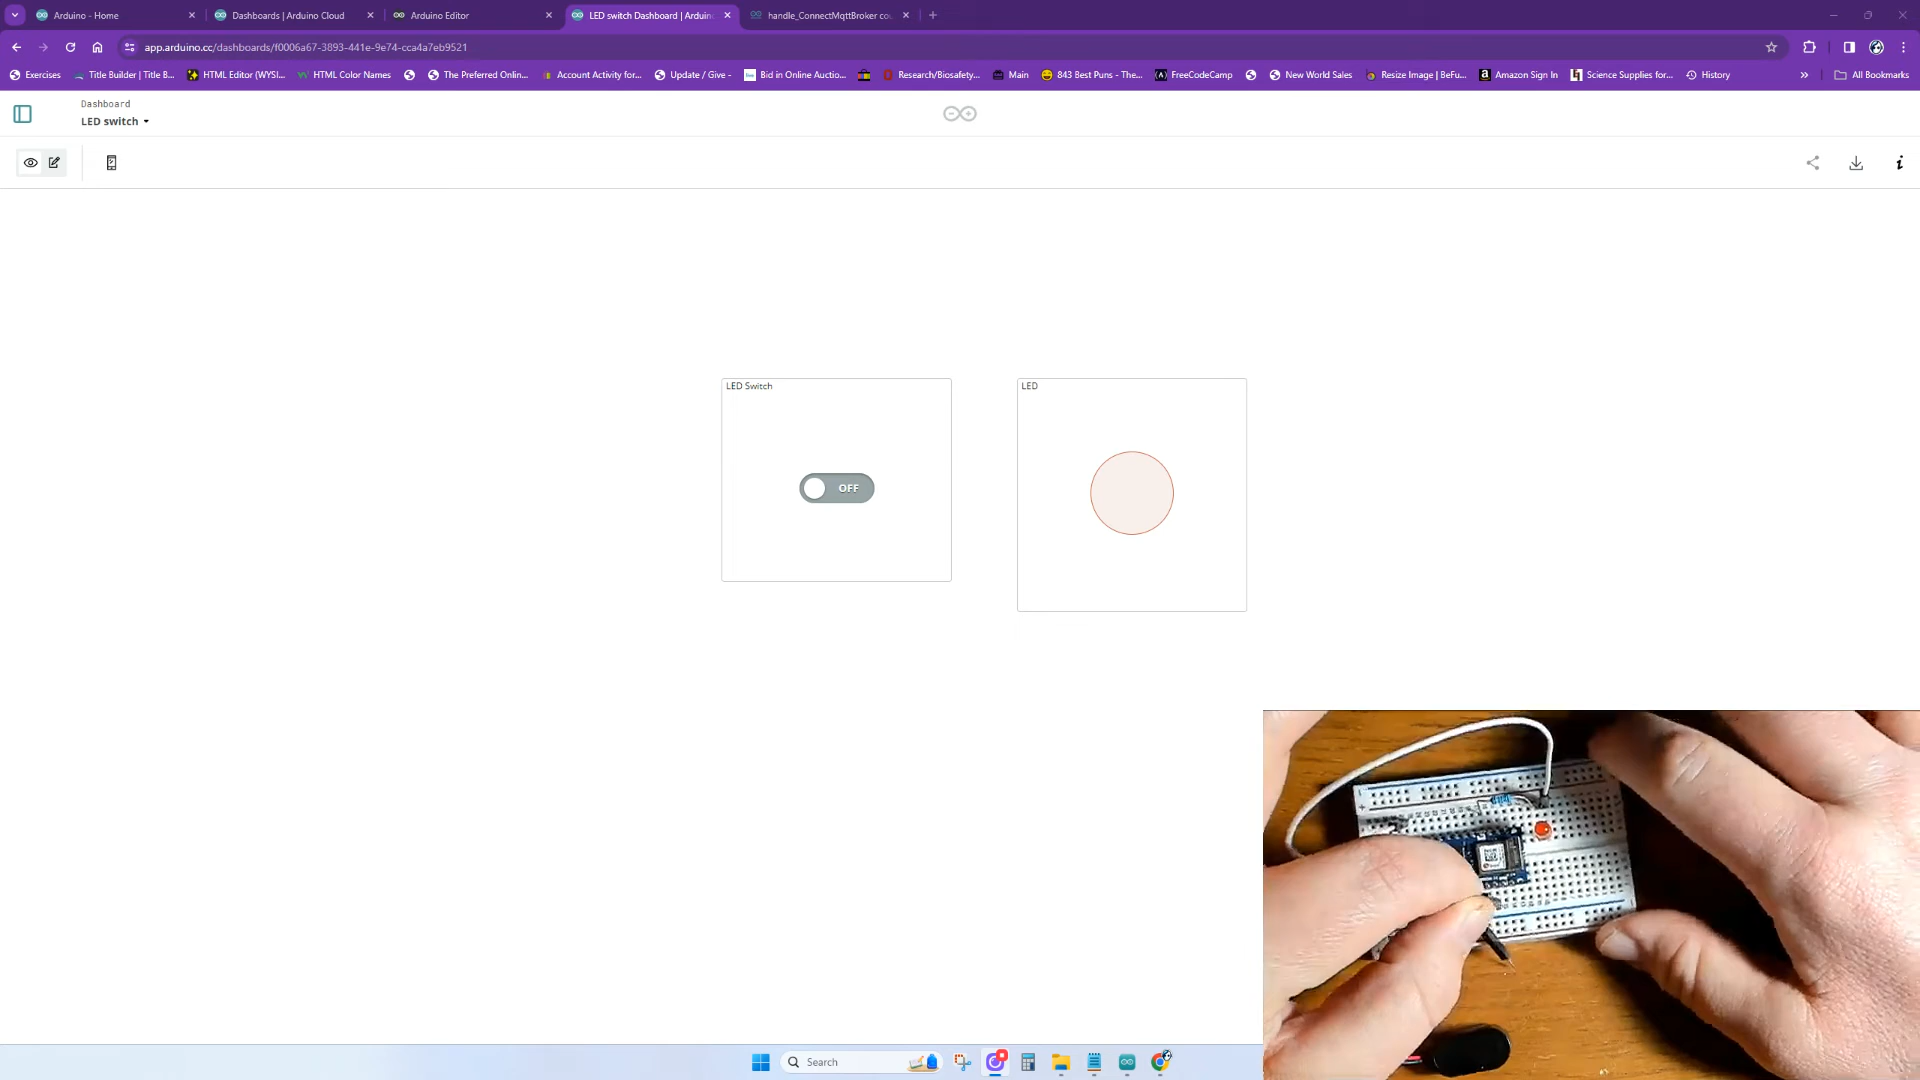 Arduino - Home
Dashboards | Arduino Cloud
Arduino Editor
LED switch Dashboard | Arduin
handle_ConnectMqttBroker co
app.arduino.cc/dashboards/f0006a67-3893-441e-9e74-cca4a7eb9521
Exercises
Title Builder | Title B...
HTML Editor (WYSI...
HTML Color Names
The Preferred Onlin...
Account Activity for...
Update / Give -
Bid in Online Auctio...
Research/Biosafety...
Main
843 Best Puns - The...
FreeCodeCamp
New World Sales
Resize Image | BeFu...
Amazon Sign In
Science Supplies for...
History
All Bookmarks
Dashboard
LED switch
LED Switch
OFF
LED
Search